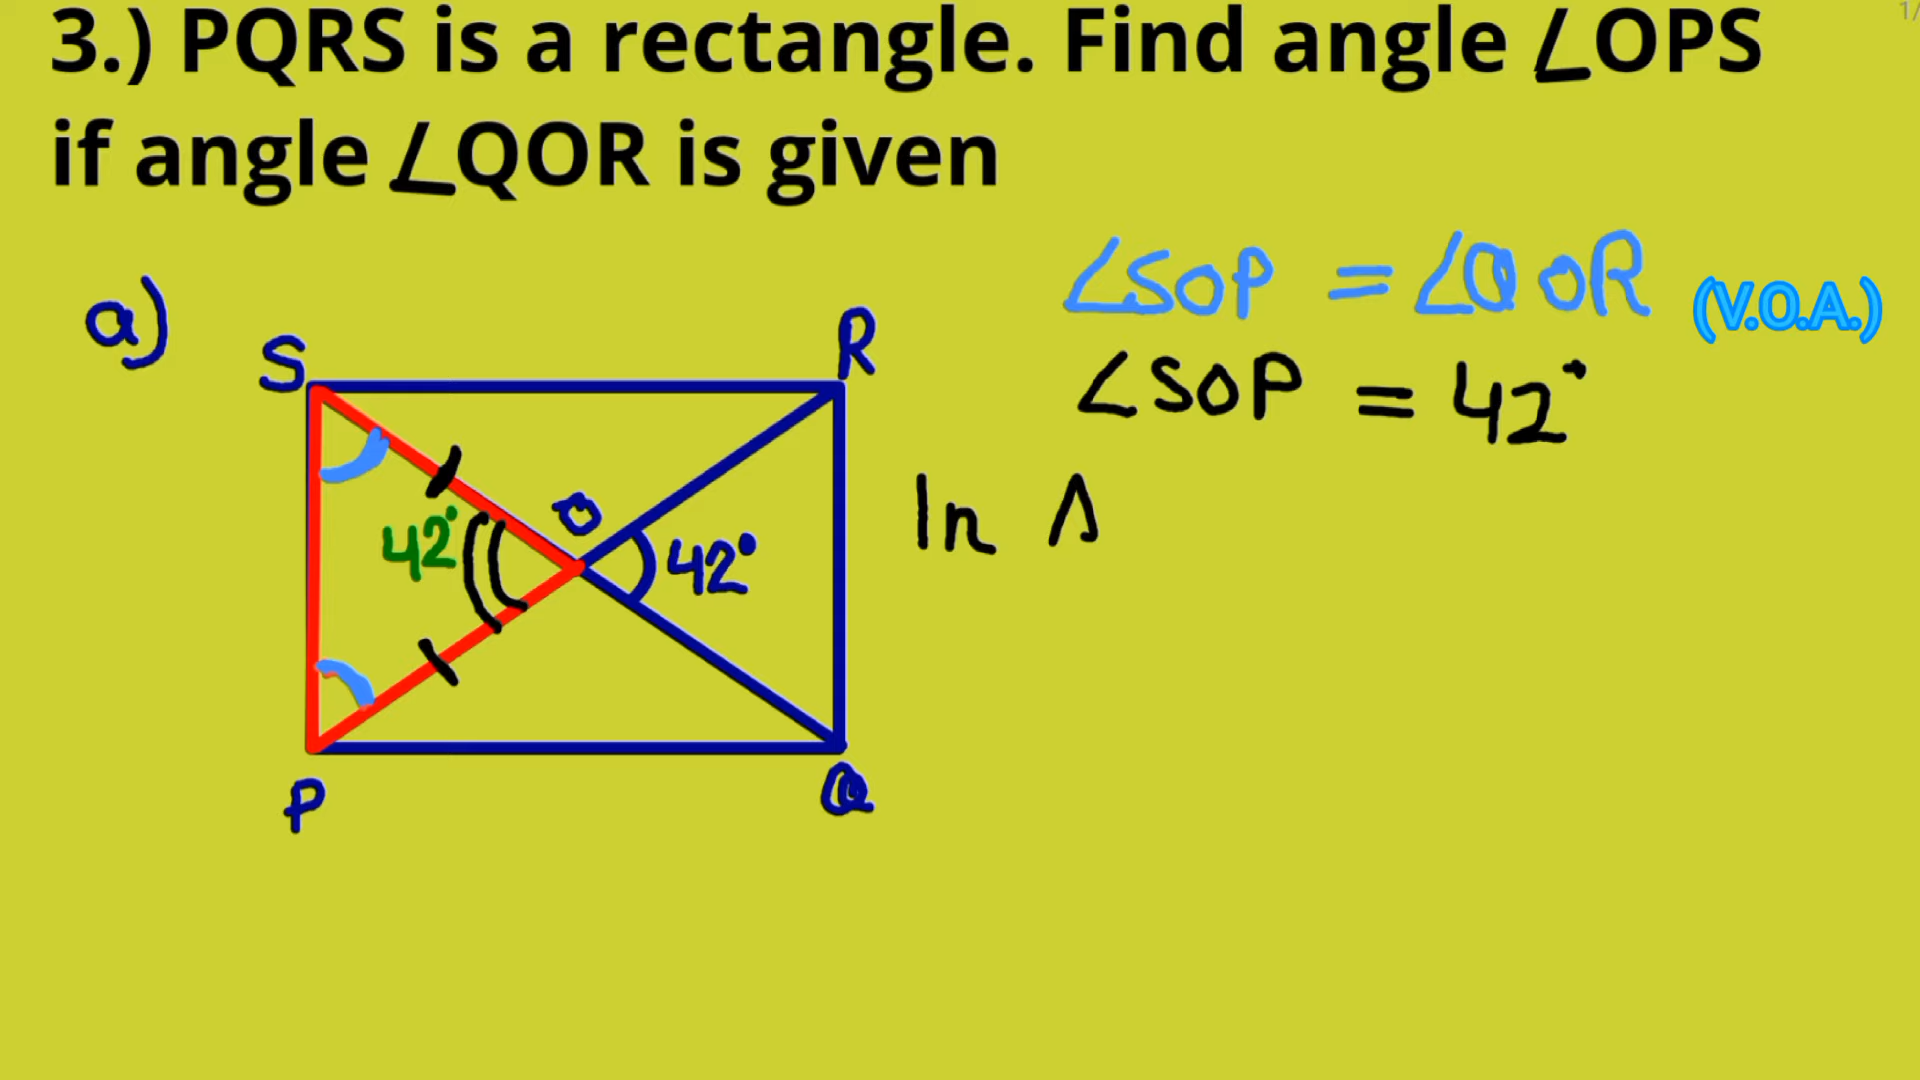 3.) PQRS is a rectangle. Find angle ∠OPS
if angle ∠QOR is given
∠SOP = ∠QOR (V.O.A.)
a)
S
R
∠SOP = 42°
In Λ
O
42°
42°
P
Q